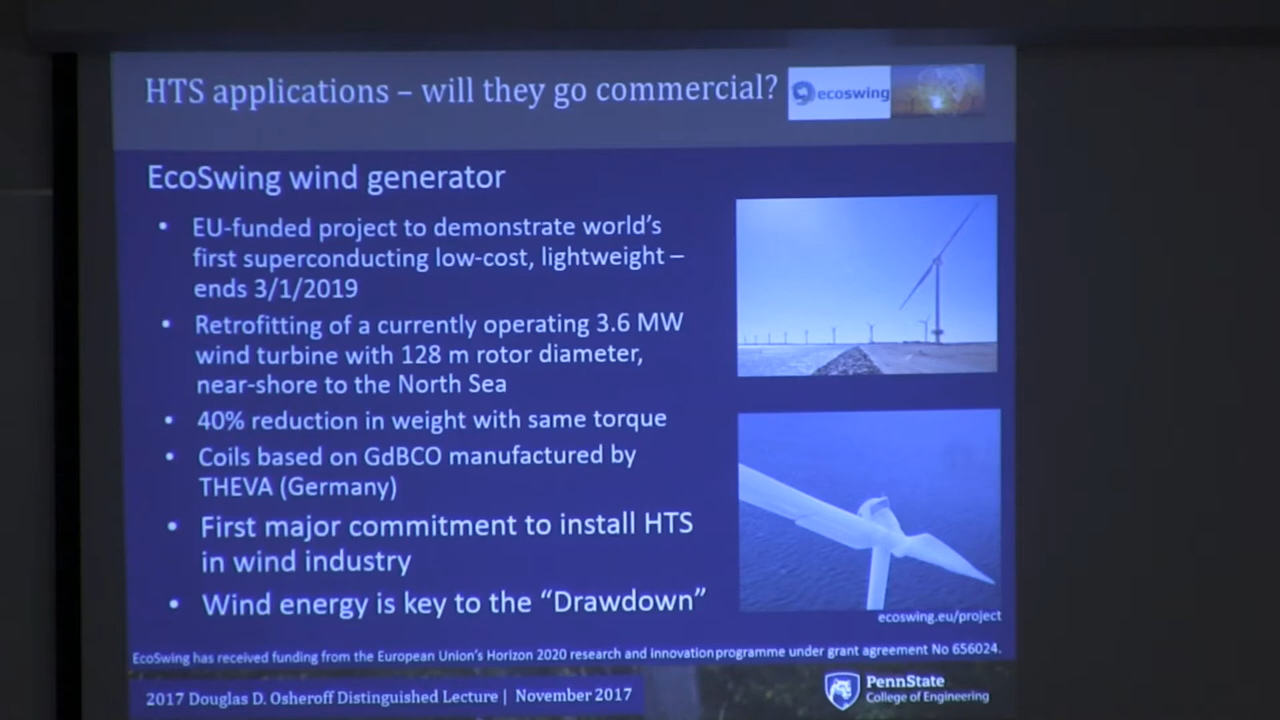 HTS applications – will they go commercial?
ecoswing
EcoSwing wind generator
• EU-funded project to demonstrate world's
first superconducting low-cost, lightweight –
ends 3/1/2019
• Retrofitting of a currently operating 3.6 MW
wind turbine with 128 m rotor diameter,
near-shore to the North Sea
• 40% reduction in weight with same torque
• Coils based on GdBCO manufactured by
THEVA (Germany)
• First major commitment to install HTS
in wind industry
• Wind energy is key to the “Drawdown”
ecoswing.eu/project
EcoSwing has received funding from the European Union's Horizon 2020 research and innovation programme under grant agreement No 656024.
2017 Douglas D. Osheroff Distinguished Lecture | November 2017
PennState
College of Engineering